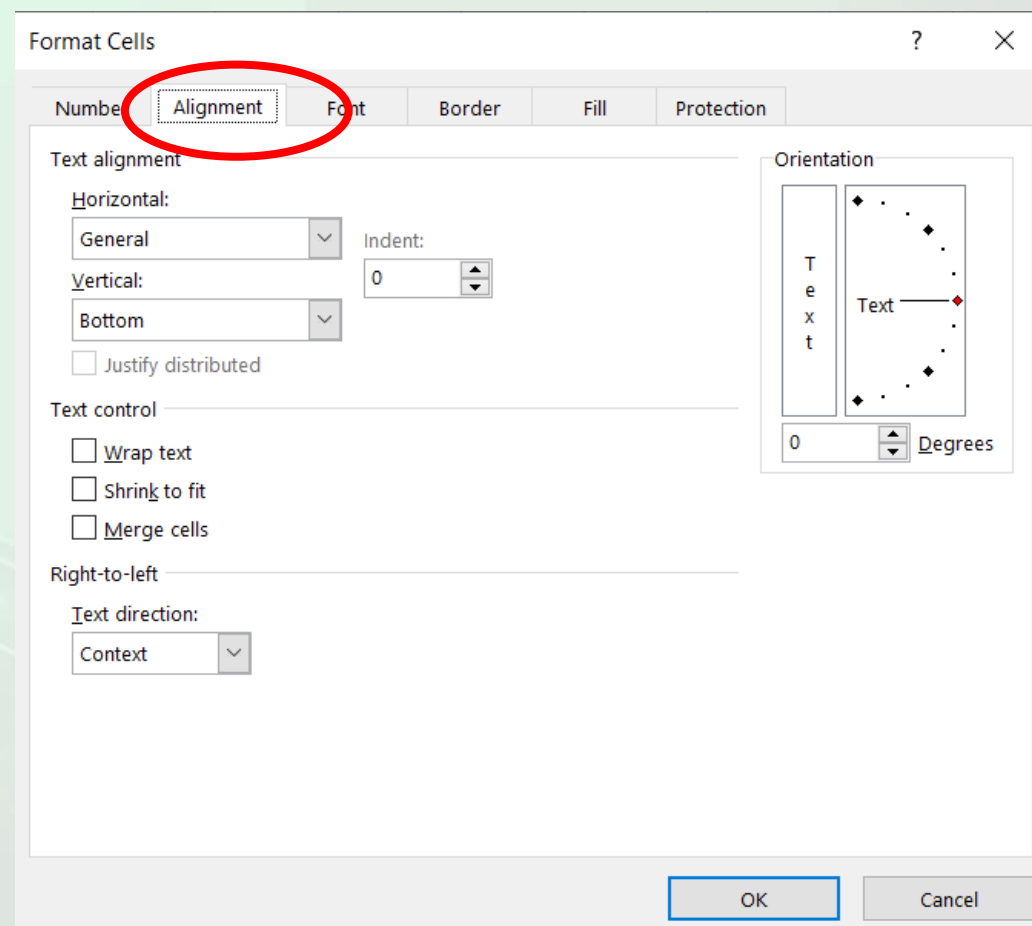 Format Cells ?
Number Alignment Font Border Fill Protection
Text alignment
Horizontal:
General
Indent:
0
Vertical:
Bottom
Justify distributed
Text control
Wrap text
Shrink to fit
Merge cells
Right-to-left
Text direction:
Context
Orientation
T
e
x
t
Text
0 Degrees
OK Cancel